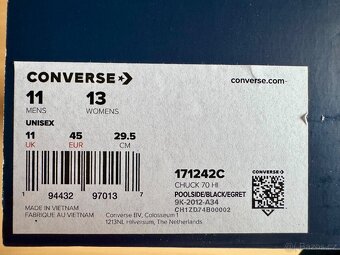 CONVERSE
converse.com
11 13
MENS WOMENS
UNISEX
11 45 29.5
UK EUR CM
171242C
CHUCK 70 HI
POOLSIDE/BLACK/EGRET
9K-2012-A34
CH1ZD74B00002
1 94432 97013 7
MADE IN VIETNAM
FABRIQUE AU VIETNAM
Converse BV, Colosseum 1
1213NL Hilversum, The Netherlands
CONVERSE